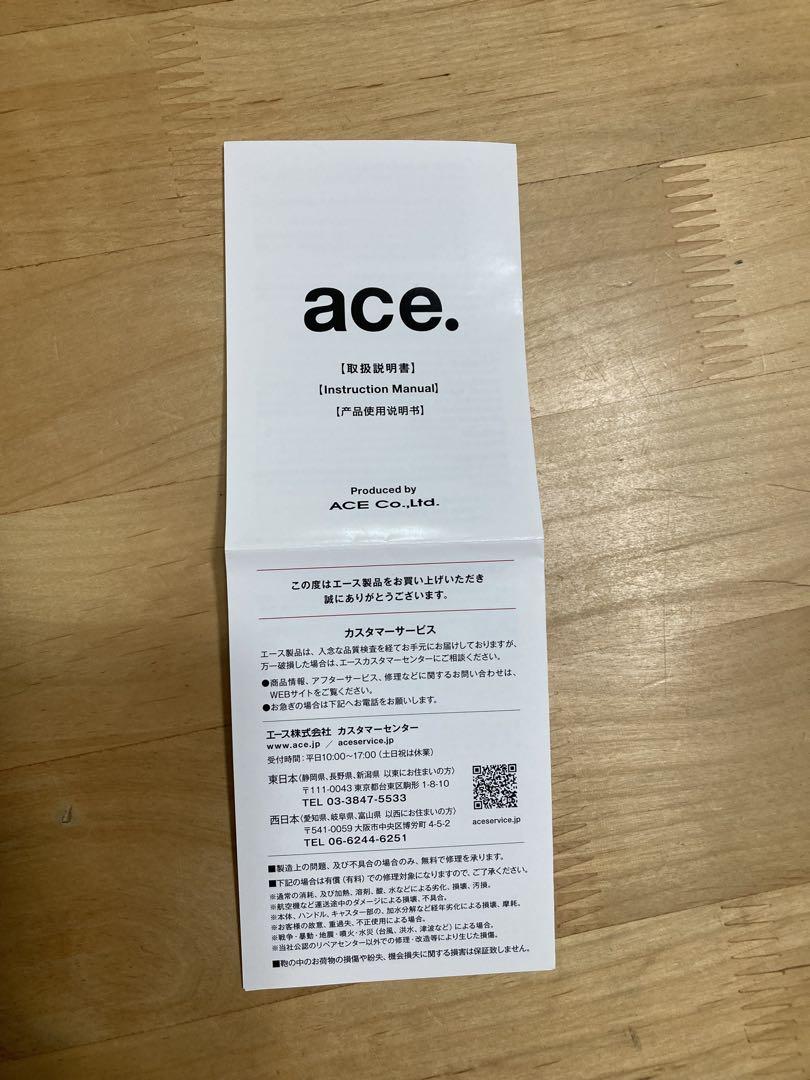 ace.
【取扱説明書】
【Instruction Manual】
【产品使用说明书】
Produced by
ACE Co.,Ltd.
この度はエース製品をお買い上げいただき
誠にありがとうございます。
カスタマーサービス
エース製品は、入念な品質検査を経てお手元にお届けしておりますが、
万一破損した場合は、エースカスタマーセンターにご相談ください。
●商品情報、アフターサービス、修理などに関するお問い合わせは、
WEBサイトをご覧ください。
●お急ぎの場合は下記へお電話をお願いします。
エース株式会社 カスタマーセンター
www.ace.jp ／ aceservice.jp
受付時間：平日10:00〜17:00（土日祝は休業）
東日本（静岡県、長野県、新潟県 以東にお住まいの方）
〒111-0043 東京都台東区駒形 1-8-10
TEL 03-3847-5533
西日本（愛知県、岐阜県、富山県 以西にお住まいの方）
〒541-0059 大阪市中央区博労町 4-5-2
TEL 06-6244-6251
aceservice.jp
■製造上の問題、及び不具合の場合のみ、無料で修理を承ります。
■下記の場合は有償（有料）での修理対象になりますので、ご了承ください。
※通常の消耗、及び加熱、溶剤、酸、水などによる劣化、損壊、汚損。
※航空機など運送途中のダメージによる損壊、不具合。
※本体、ハンドル、キャスター部の、加水分解など経年劣化による損壊、摩耗。
※お客様の故意、重過失、不正使用による場合。
※戦争・暴動・地震・噴火・水災（台風、洪水、津波など）による場合。
※当社公認のリペアセンター以外での修理・改造等により生じた損傷。
■鞄の中のお荷物の損傷や紛失、機会損失に関する損害は保証致しません。